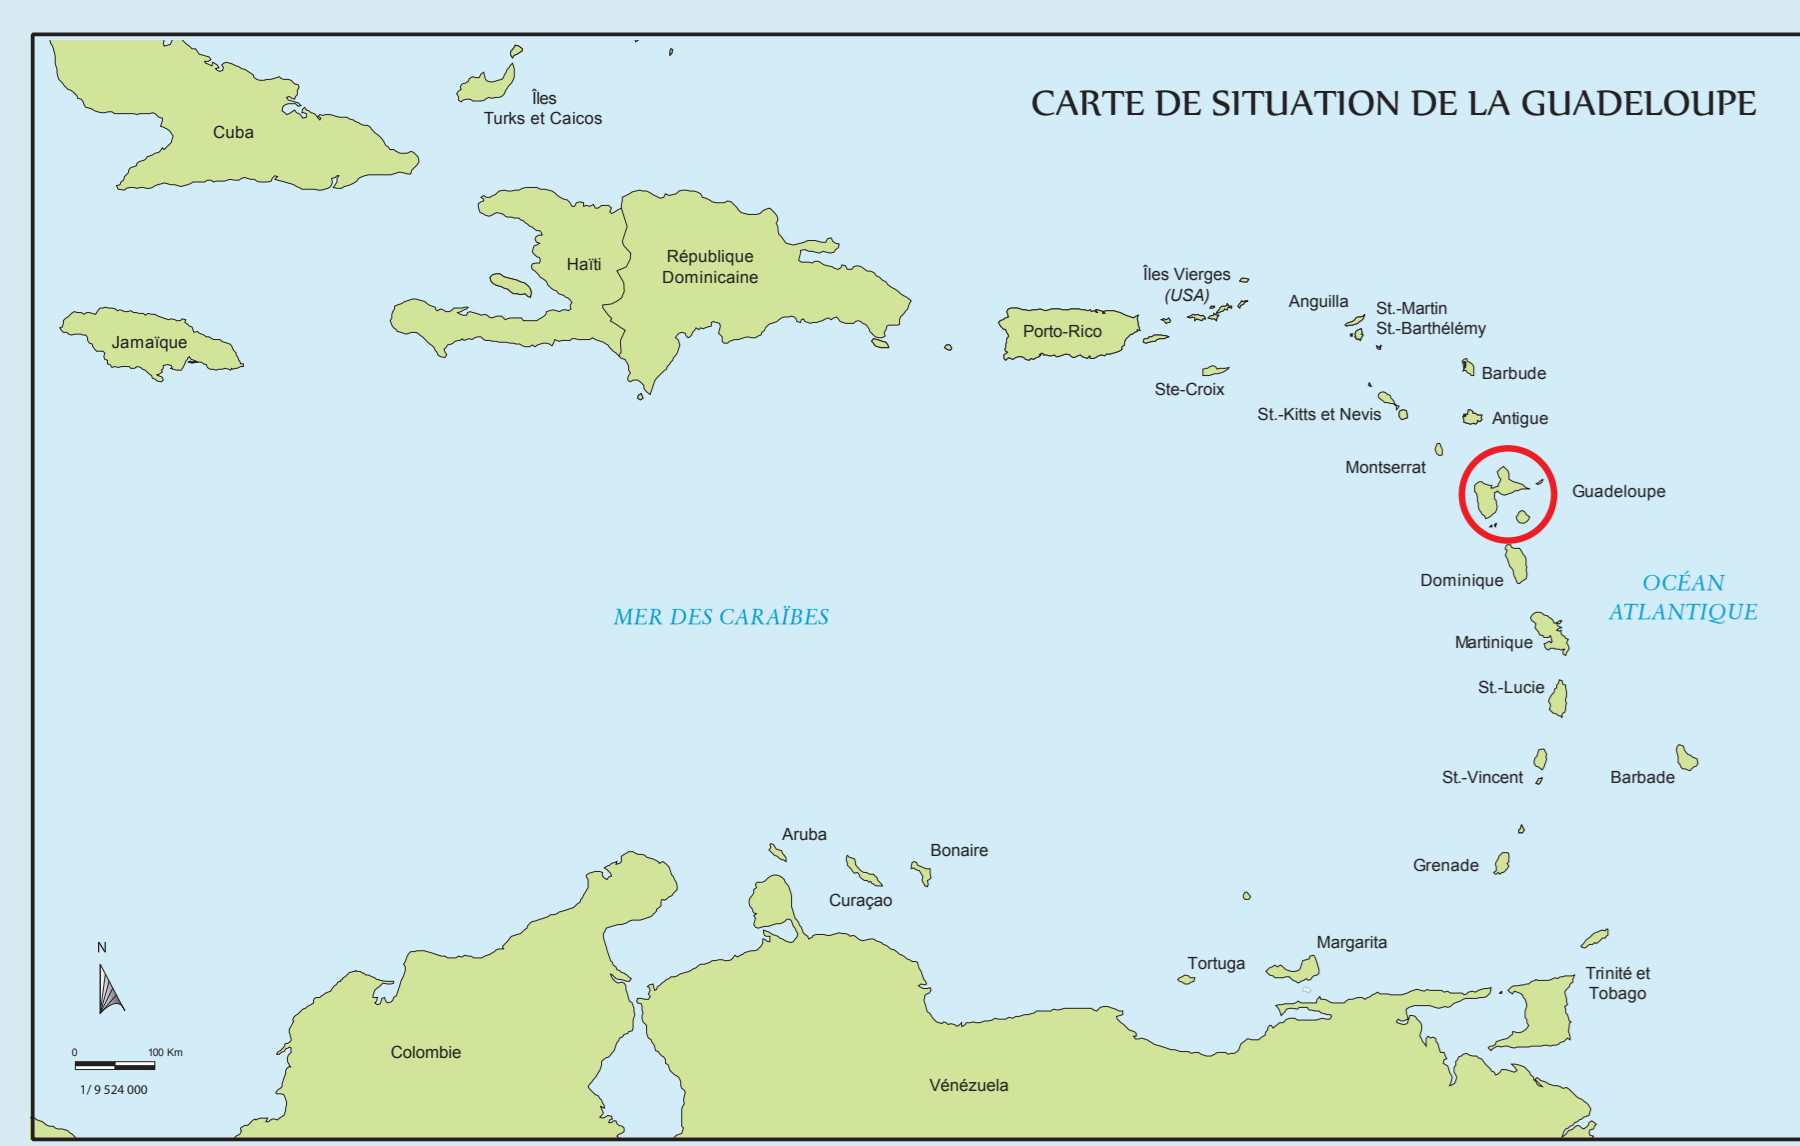 CARTE DE SITUATION DE LA GUADELOUPE
Îles
Turks et Caicos
Cuba
Haïti
République
Dominicaine
Jamaïque
Porto-Rico
Îles Vierges
(USA)
Ste-Croix
Anguilla
St.-Martin
St.-Barthélémy
Barbude
St.-Kitts et Nevis
Antigue
Montserrat
Guadeloupe
Dominique
OCÉAN
ATLANTIQUE
MER DES CARAÏBES
Martinique
St.-Lucie
St.-Vincent
Barbade
Aruba
Bonaire
Curaçao
Grenade
Margarita
Tortuga
Trinité et
Tobago
N
0 100 Km
1/ 9 524 000
Colombie
Vénézuela